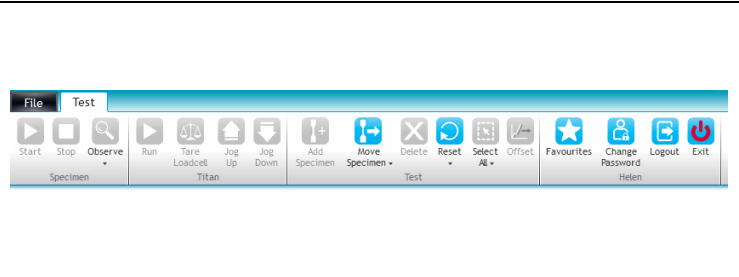 File Test
Start Stop Observe Run Tare Loadcell Jog Up Jog Down Add Specimen Move Specimen Delete Reset Select All Offset Favourites Change Password Logout Exit
Specimen Titan Test Helen